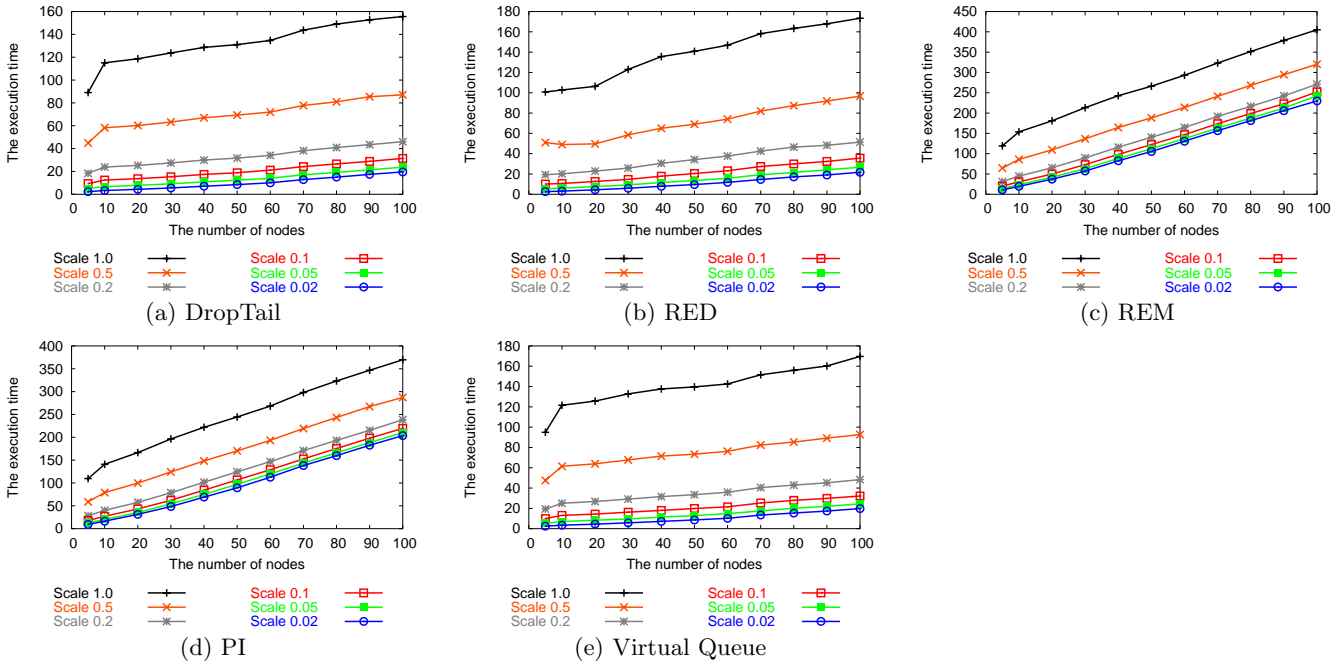 160
140
120
100
80
60
40
20
0
The execution time
0 10 20 30 40 50 60 70 80 90 100
The number of nodes
Scale 1.0 Scale 0.1
Scale 0.5 Scale 0.05
Scale 0.2 Scale 0.02
(a) DropTail
180
160
140
120
100
80
60
40
20
0
The execution time
0 10 20 30 40 50 60 70 80 90 100
The number of nodes
Scale 1.0 Scale 0.1
Scale 0.5 Scale 0.05
Scale 0.2 Scale 0.02
(b) RED
450
400
350
300
250
200
150
100
50
0
The execution time
0 10 20 30 40 50 60 70 80 90 100
The number of nodes
Scale 1.0 Scale 0.1
Scale 0.5 Scale 0.05
Scale 0.2 Scale 0.02
(c) REM
400
350
300
250
200
150
100
50
0
The execution time
0 10 20 30 40 50 60 70 80 90 100
The number of nodes
Scale 1.0 Scale 0.1
Scale 0.5 Scale 0.05
Scale 0.2 Scale 0.02
(d) PI
180
160
140
120
100
80
60
40
20
0
The execution time
0 10 20 30 40 50 60 70 80 90 100
The number of nodes
Scale 1.0 Scale 0.1
Scale 0.5 Scale 0.05
Scale 0.2 Scale 0.02
(e) Virtual Queue